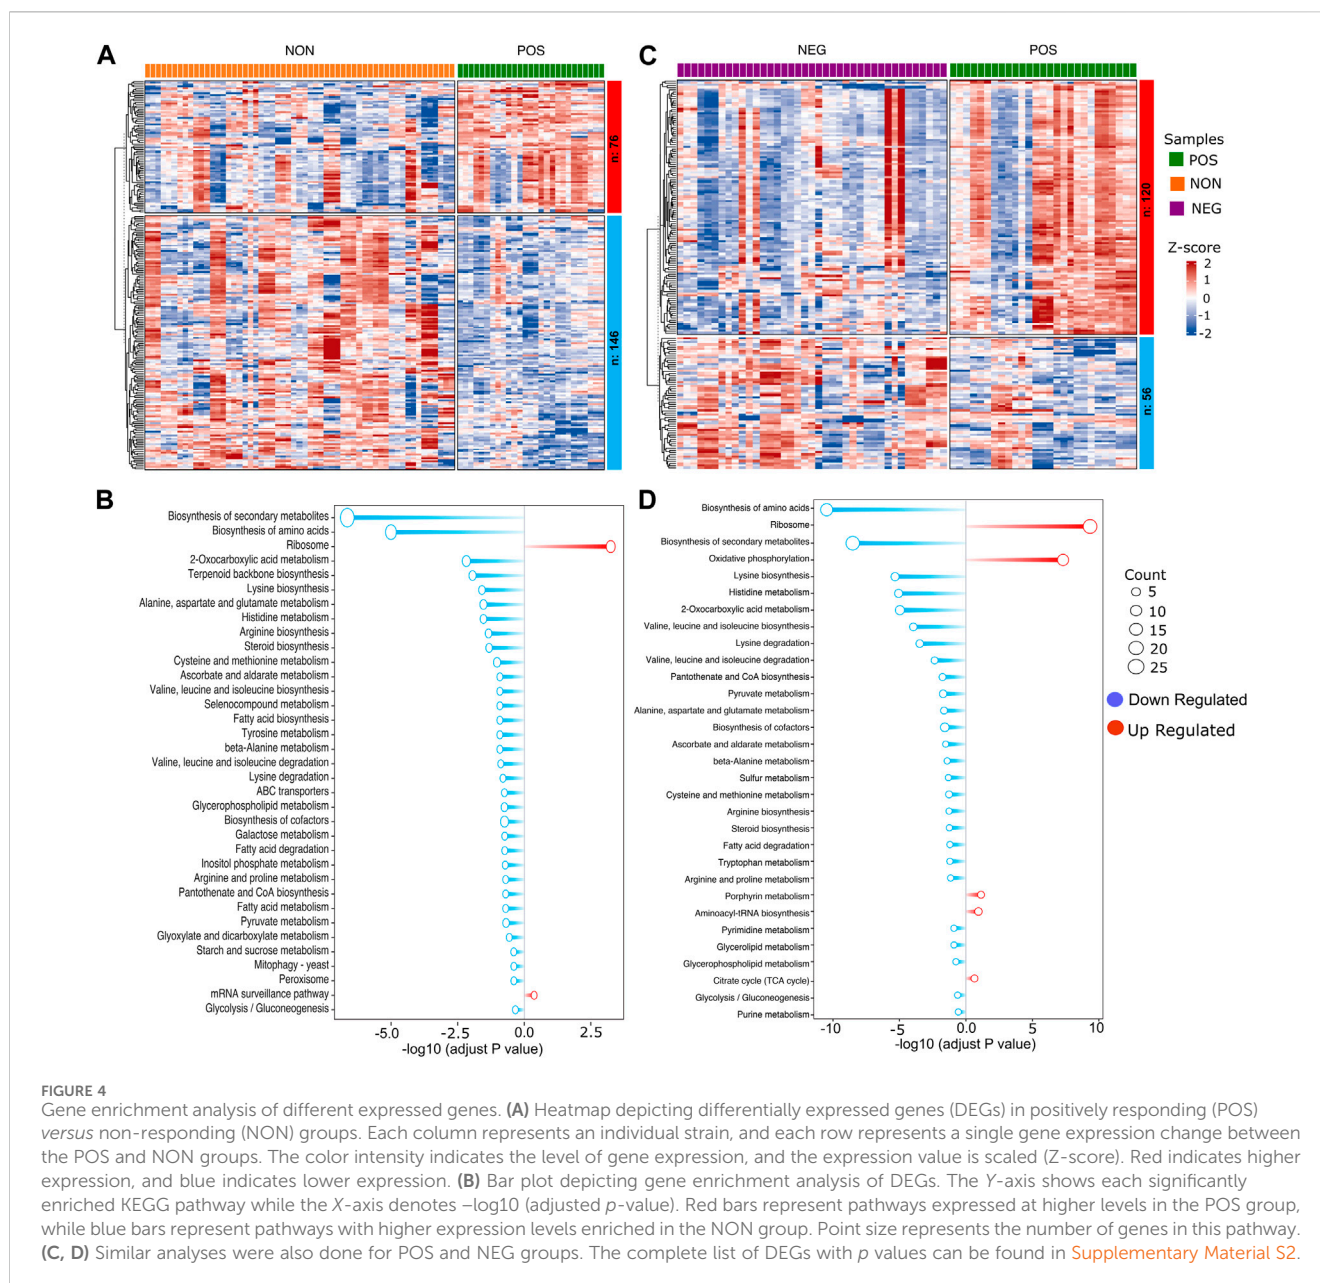 A
NON
POS
n: 76
n: 146
C
NEG
POS
n: 120
n: 56
Samples
POS
NON
NEG
Z-score
2
1
0
-1
-2
B
Biosynthesis of secondary metabolites
Biosynthesis of amino acids
Ribosome
2-Oxocarboxylic acid metabolism
Terpenoid backbone biosynthesis
Lysine biosynthesis
Alanine, aspartate and glutamate metabolism
Histidine metabolism
Arginine biosynthesis
Steroid biosynthesis
Cysteine and methionine metabolism
Ascorbate and aldarate metabolism
Valine, leucine and isoleucine biosynthesis
Selenocompound metabolism
Fatty acid biosynthesis
Tyrosine metabolism
beta-Alanine metabolism
Valine, leucine and isoleucine degradation
Lysine degradation
ABC transporters
Glycerophospholipid metabolism
Biosynthesis of cofactors
Galactose metabolism
Fatty acid degradation
Inositol phosphate metabolism
Arginine and proline metabolism
Pantothenate and CoA biosynthesis
Fatty acid metabolism
Pyruvate metabolism
Glyoxylate and dicarboxylate metabolism
Starch and sucrose metabolism
Mitophagy - yeast
Peroxisome
mRNA surveillance pathway
Glycolysis / Gluconeogenesis
-5.0 -2.5 0.0 2.5
-log10 (adjust P value)
D
Biosynthesis of amino acids
Ribosome
Biosynthesis of secondary metabolites
Oxidative phosphorylation
Lysine biosynthesis
Histidine metabolism
2-Oxocarboxylic acid metabolism
Valine, leucine and isoleucine biosynthesis
Lysine degradation
Valine, leucine and isoleucine degradation
Pantothenate and CoA biosynthesis
Pyruvate metabolism
Alanine, aspartate and glutamate metabolism
Biosynthesis of cofactors
Ascorbate and aldarate metabolism
beta-Alanine metabolism
Sulfur metabolism
Cysteine and methionine metabolism
Arginine biosynthesis
Steroid biosynthesis
Fatty acid degradation
Tryptophan metabolism
Arginine and proline metabolism
Porphyrin metabolism
Aminoacyl-tRNA biosynthesis
Pyrimidine metabolism
Glycerolipid metabolism
Glycerophospholipid metabolism
Citrate cycle (TCA cycle)
Glycolysis / Gluconeogenesis
Purine metabolism
-10 -5 0.0 5 10
-log10 (adjust P value)
Count
5
10
15
20
25
Down Regulated
Up Regulated
FIGURE 4
Gene enrichment analysis of different expressed genes. (A) Heatmap depicting differentially expressed genes (DEGs) in positively responding (POS)
versus non-responding (NON) groups. Each column represents an individual strain, and each row represents a single gene expression change between
the POS and NON groups. The color intensity indicates the level of gene expression, and the expression value is scaled (Z-score). Red indicates higher
expression, and blue indicates lower expression. (B) Bar plot depicting gene enrichment analysis of DEGs. The Y-axis shows each significantly
enriched KEGG pathway while the X-axis denotes –log10 (adjusted p-value). Red bars represent pathways expressed at higher levels in the POS group,
while blue bars represent pathways with higher expression levels enriched in the NON group. Point size represents the number of genes in this pathway.
(C, D) Similar analyses were also done for POS and NEG groups. The complete list of DEGs with p values can be found in Supplementary Material S2.